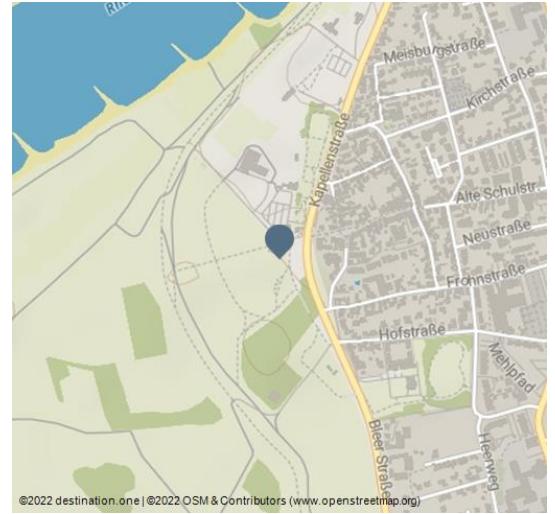 Meisburgstraße
Kirchstraße
Kapellenstraße
Alte Schulstr.
Neustraße
Frohnstraße
Hofstraße
Mehlpfad
Bleer Straße
Heerweg
©2022 destination.one | ©2022 OSM & Contributors (www.openstreetmap.org)